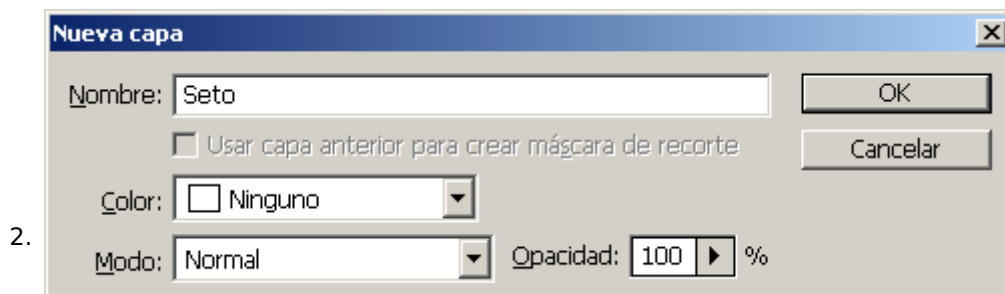 Nueva capa
Nombre: Seto
OK
Usar capa anterior para crear máscara de recorte
Cancelar
Color: Ninguno
2.
Modo: Normal Opacidad: 100 %